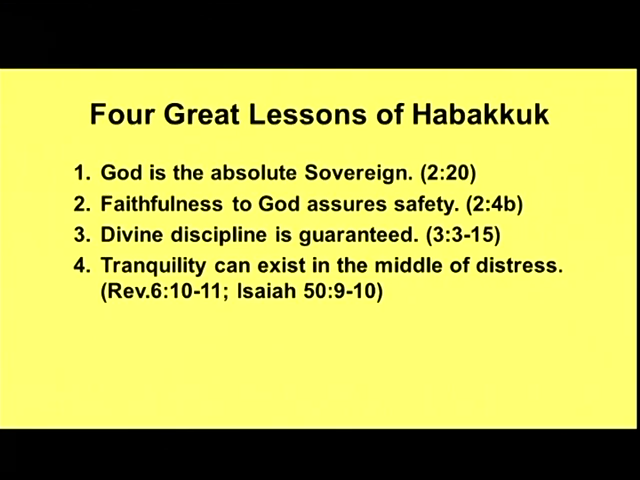 Four Great Lessons of Habakkuk
1. God is the absolute Sovereign. (2:20)
2. Faithfulness to God assures safety. (2:4b)
3. Divine discipline is guaranteed. (3:3-15)
4. Tranquility can exist in the middle of distress.
(Rev.6:10-11; Isaiah 50:9-10)